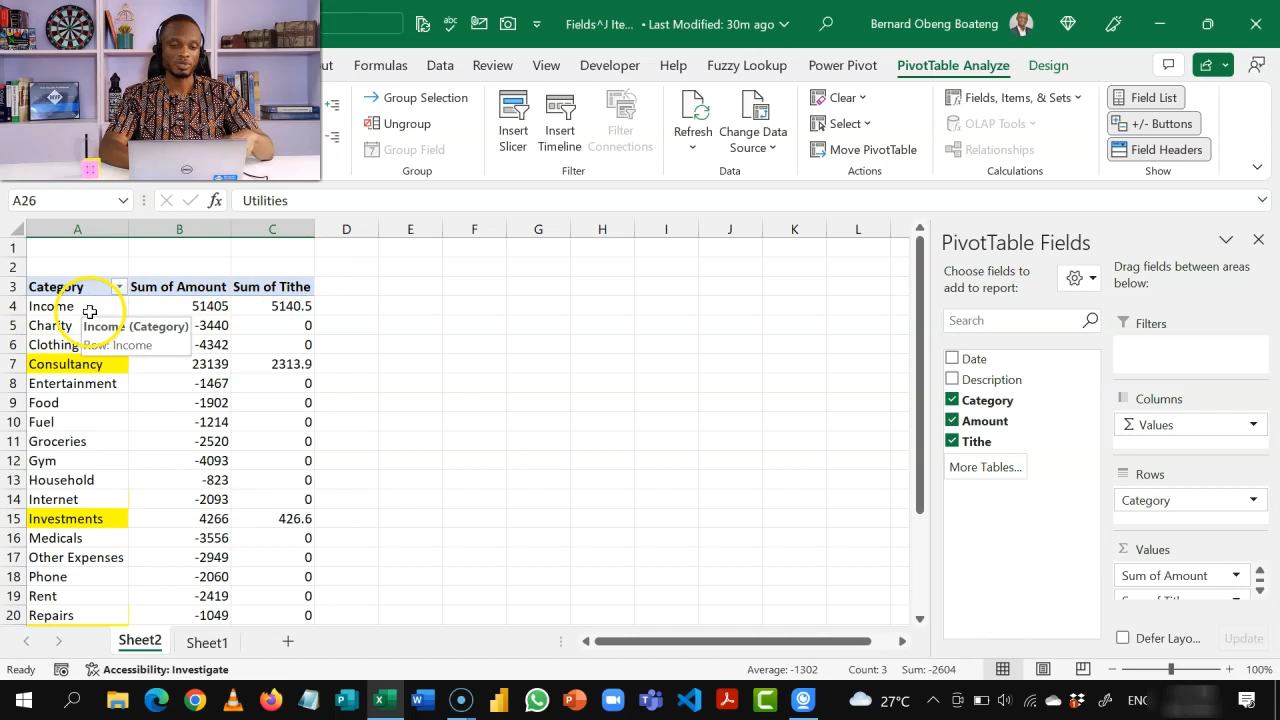 Fields^J Ite... • Last Modified: 30m ago
Bernard Obeng Boateng
ut Formulas Data Review View Developer Help Fuzzy Lookup Power Pivot PivotTable Analyze Design
Group Selection
Ungroup
Group Field
Group
Insert Slicer
Insert Timeline
Filter Connections
Filter
Refresh
Change Data Source
Data
Clear
Select
Move PivotTable
Actions
Fields, Items, & Sets
OLAP Tools
Relationships
Calculations
Field List
+/- Buttons
Field Headers
Show
A26 fx Utilities
A B C D E F G H I J K L
1
2
3 Category Sum of Amount Sum of Tithe
4 Income 51405 5140.5
5 Charity -3440 0
6 Clothing -4342 0
7 Consultancy 23139 2313.9
8 Entertainment -1467 0
9 Food -1902 0
10 Fuel -1214 0
11 Groceries -2520 0
12 Gym -4093 0
13 Household -823 0
14 Internet -2093 0
15 Investments 4266 426.6
16 Medicals -3556 0
17 Other Expenses -2949 0
18 Phone -2060 0
19 Rent -2419 0
20 Repairs -1049 0
Income (Category)
Row: Income
PivotTable Fields
Choose fields to add to report:
Search
Date
Description
Category
Amount
Tithe
More Tables...
Drag fields between areas below:
Filters
Columns
Σ Values
Rows
Category
Σ Values
Sum of Amount
Sum of Tithe
Defer Layo... Update
Sheet2 Sheet1
Ready Accessibility: Investigate Average: -1302 Count: 3 Sum: -2604 100%
27°C ENG